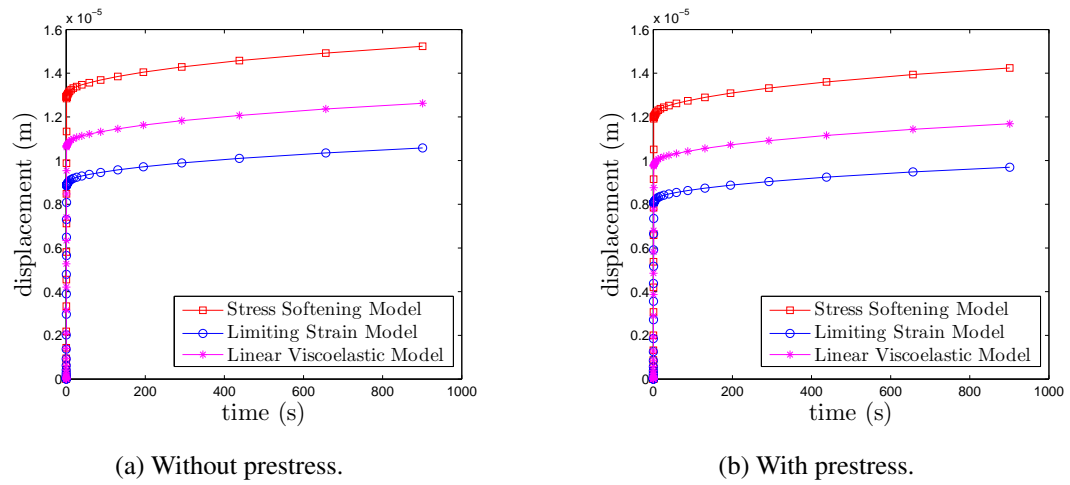 x 10⁻⁵
1.6
1.4
1.2
1
0.8
0.6
0.4
0.2
0
0 200 400 600 800 1000
displacement (m)
time (s)
Stress Softening Model
Limiting Strain Model
Linear Viscoelastic Model
(a) Without prestress.
x 10⁻⁵
1.6
1.4
1.2
1
0.8
0.6
0.4
0.2
0
0 200 400 600 800 1000
displacement (m)
time (s)
Stress Softening Model
Limiting Strain Model
Linear Viscoelastic Model
(b) With prestress.